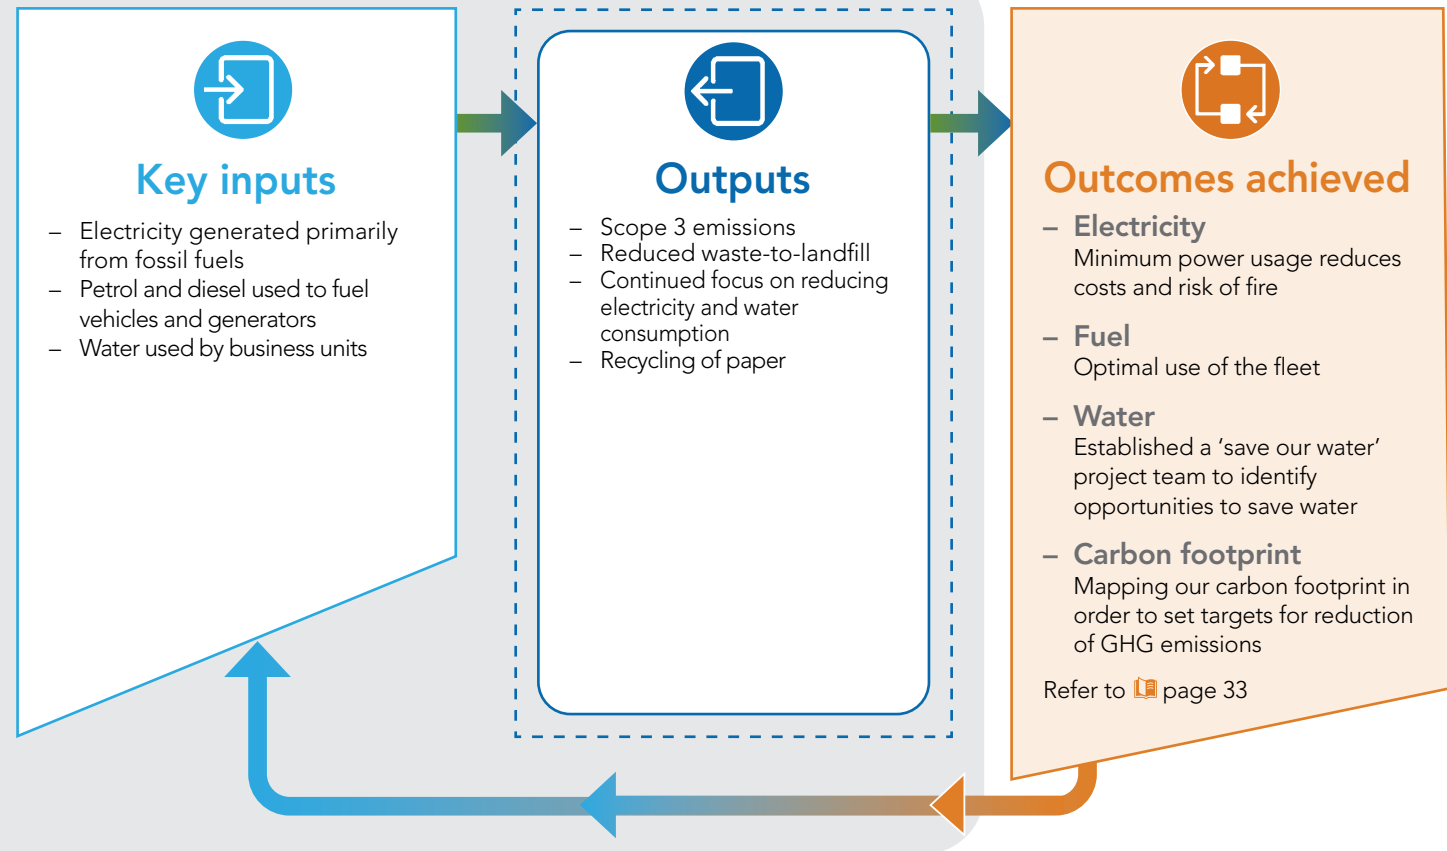 Key inputs
– Electricity generated primarily
from fossil fuels
– Petrol and diesel used to fuel
vehicles and generators
– Water used by business units
Outputs
– Scope 3 emissions
– Reduced waste-to-landfill
– Continued focus on reducing
electricity and water
consumption
– Recycling of paper
Outcomes achieved
– Electricity
Minimum power usage reduces
costs and risk of fire
– Fuel
Optimal use of the fleet
– Water
Established a ‘save our water’
project team to identify
opportunities to save water
– Carbon footprint
Mapping our carbon footprint in
order to set targets for reduction
of GHG emissions
Refer to page 33